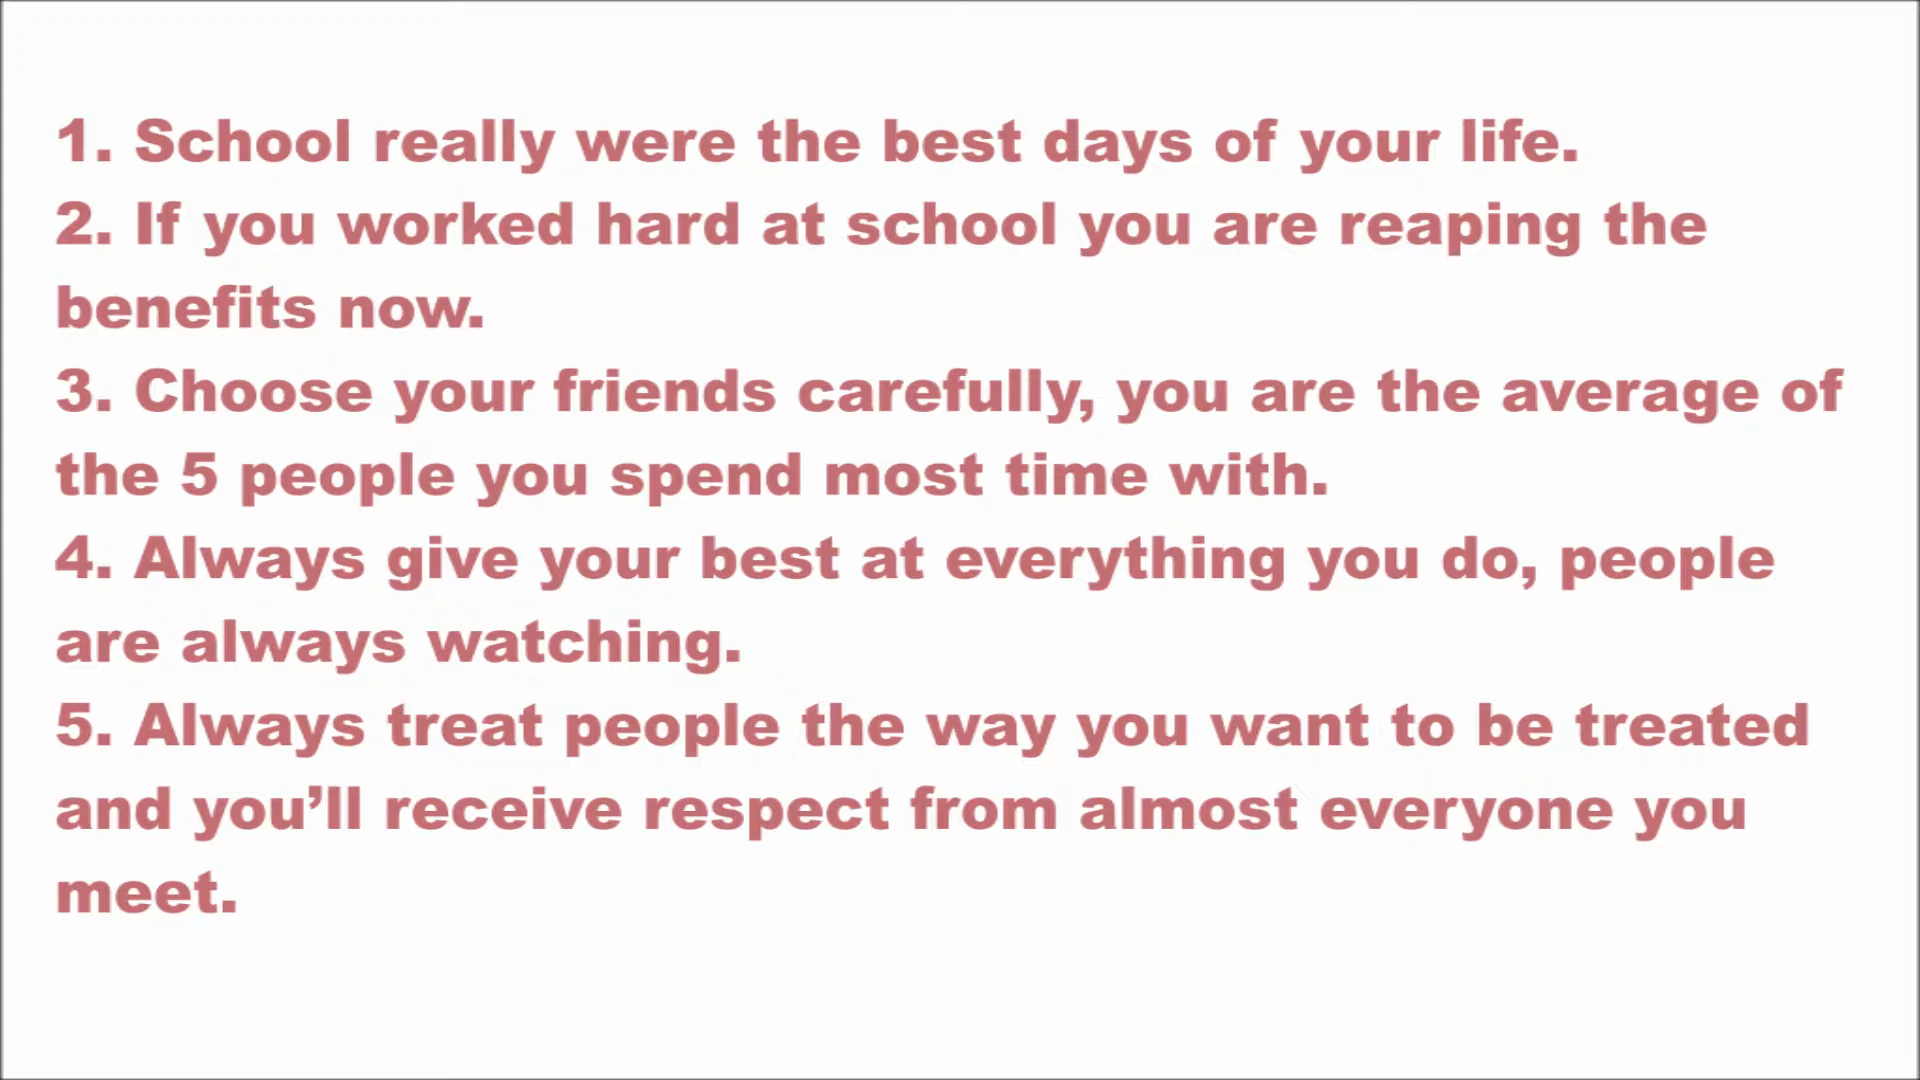 1. School really were the best days of your life.
2. If you worked hard at school you are reaping the
benefits now.
3. Choose your friends carefully, you are the average of
the 5 people you spend most time with.
4. Always give your best at everything you do, people
are always watching.
5. Always treat people the way you want to be treated
and you’ll receive respect from almost everyone you
meet.